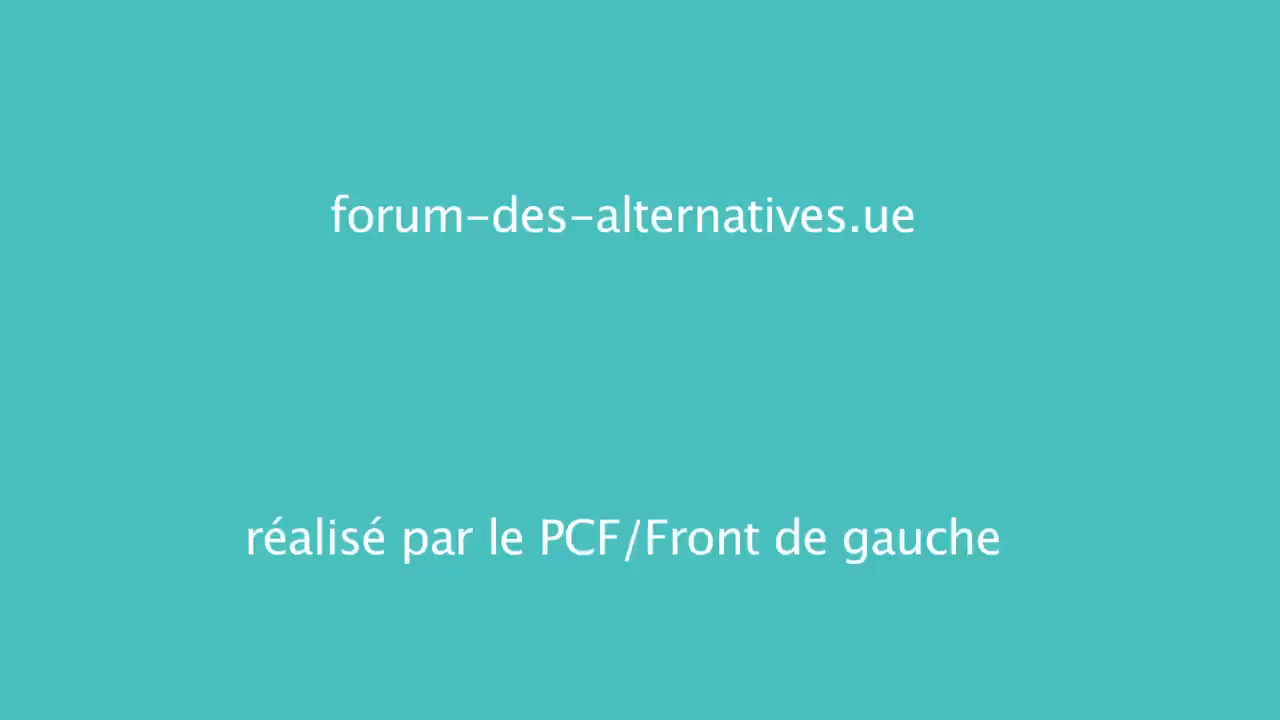 forum-des-alternatives.ue
réalisé par le PCF/Front de gauche